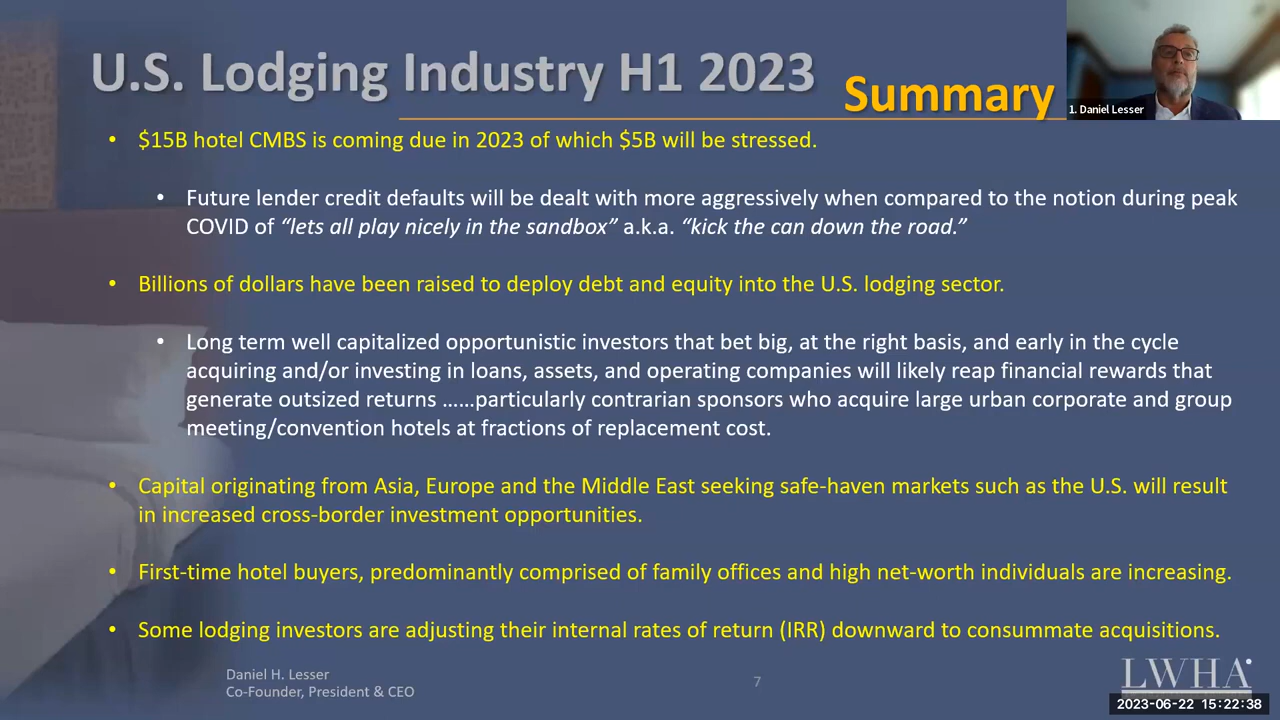 U.S. Lodging Industry H1 2023
Summary
1. Daniel Lesser
• $15B hotel CMBS is coming due in 2023 of which $5B will be stressed.
• Future lender credit defaults will be dealt with more aggressively when compared to the notion during peak
COVID of “lets all play nicely in the sandbox” a.k.a. “kick the can down the road.”
• Billions of dollars have been raised to deploy debt and equity into the U.S. lodging sector.
• Long term well capitalized opportunistic investors that bet big, at the right basis, and early in the cycle
acquiring and/or investing in loans, assets, and operating companies will likely reap financial rewards that
generate outsized returns ......particularly contrarian sponsors who acquire large urban corporate and group
meeting/convention hotels at fractions of replacement cost.
• Capital originating from Asia, Europe and the Middle East seeking safe-haven markets such as the U.S. will result
in increased cross-border investment opportunities.
• First-time hotel buyers, predominantly comprised of family offices and high net-worth individuals are increasing.
• Some lodging investors are adjusting their internal rates of return (IRR) downward to consummate acquisitions.
Daniel H. Lesser
Co-Founder, President & CEO
7
LWHA
2023-06-22 15:22:38